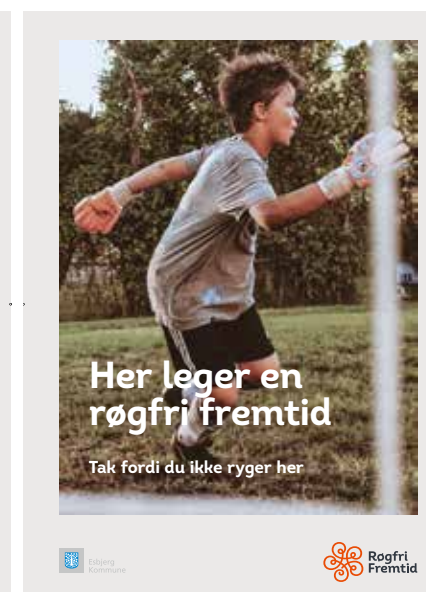 Her leger en
røgfri fremtid
Tak fordi du ikke ryger her
Esbjerg
Kommune
Røgfri
Fremtid